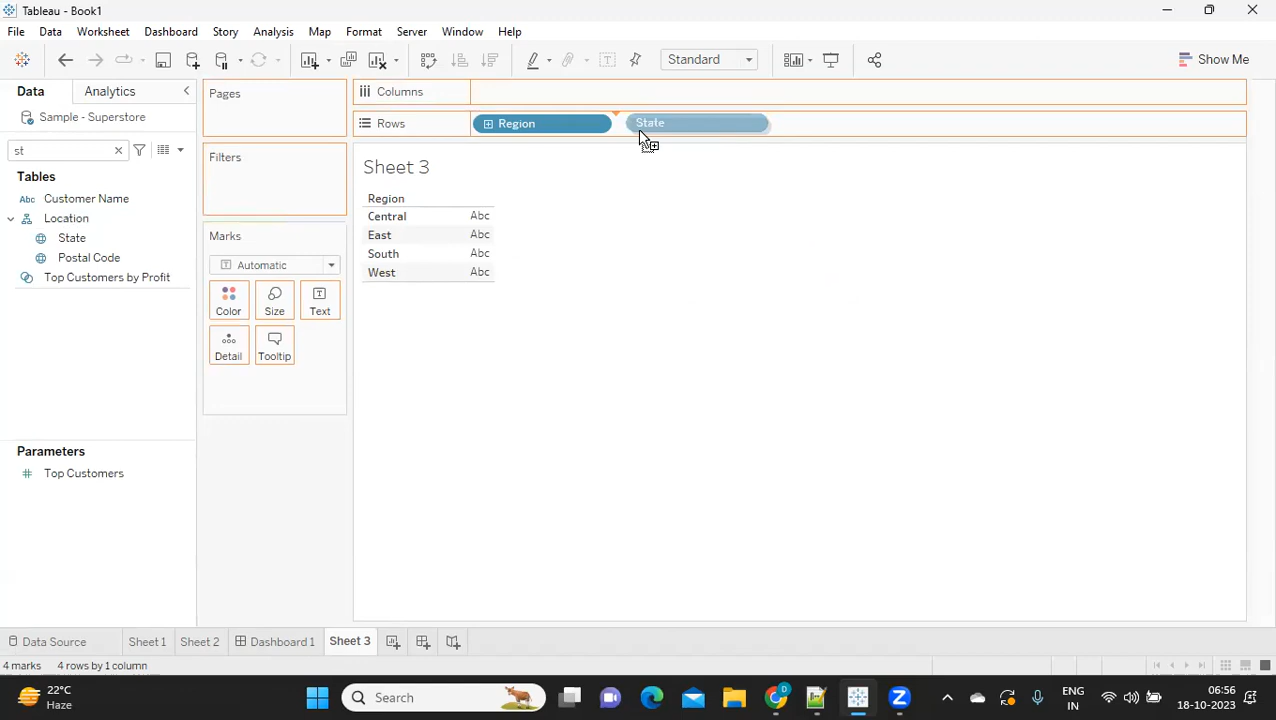 Tableau - Book1
File Data Worksheet Dashboard Story Analysis Map Format Server Window Help
Standard
Show Me
Data Analytics
Sample - Superstore
st
Tables
Abc Customer Name
Location
State
Postal Code
Top Customers by Profit
Parameters
# Top Customers
Pages
Filters
Marks
Automatic
Color Size Text
Detail Tooltip
Columns
Rows Region State
Sheet 3
Region
Central Abc
East Abc
South Abc
West Abc
Data Source Sheet 1 Sheet 2 Dashboard 1 Sheet 3
4 marks 4 rows by 1 column
22°C
Haze
Search
ENG
IN
06:56
18-10-2023